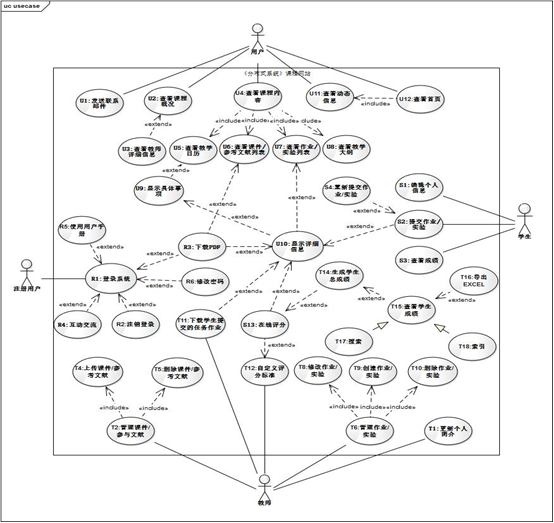 uc usecase
用户
《分布式系统》课程网站
U1:发送联系
邮件
U2:查看课程
概况
U4:查看课程内
容
U11:查看动态
信息
U12:查看首页
«include»
«extend»
«include»
«include»
«include»
clude»
U3:查看教师
详细信息
U5:查看教学
日历
U6:查看课件/
参考文献列表
U7:查看作业/
实验列表
U8:查看教学
大纲
«extend»
U9:显示具体事
项
«extend»
«extend»
S4:重新提交作
业/实验
S1:编辑个人
信息
«extend»
R5:使用用户手
册
«extend»
«extend»
S2:提交作业/
实验
学生
R3:下载PDF
«extend»
U10:显示详细信
息
«extend»
S3:查看成绩
注册用户
R1:登录系统
«extend»
R6:修改密码
T14:生成学生
总成绩
T16:导出
EXCEL
«extend»
«extend»
«extend»
«extend»
T15:查看学生
成绩
R4:互动交流
R2:注销登录
T11:下载学生提
交的任务作业
S13:在线评分
«extend»
T17:搜索
T18:索引
«extend»
T4:上传课件/参
考文献
T5:删除课件/参
考文献
T12:自定义评
分标准
T8:修改作业/
实验
T9:创建作业/
实验
T10:删除作业/
实验
«include»
«include»
«include»
«include»
«include»
T2:管理课件/
参与文献
T6:管理作业/
实验
T1:更新个人
简介
教师